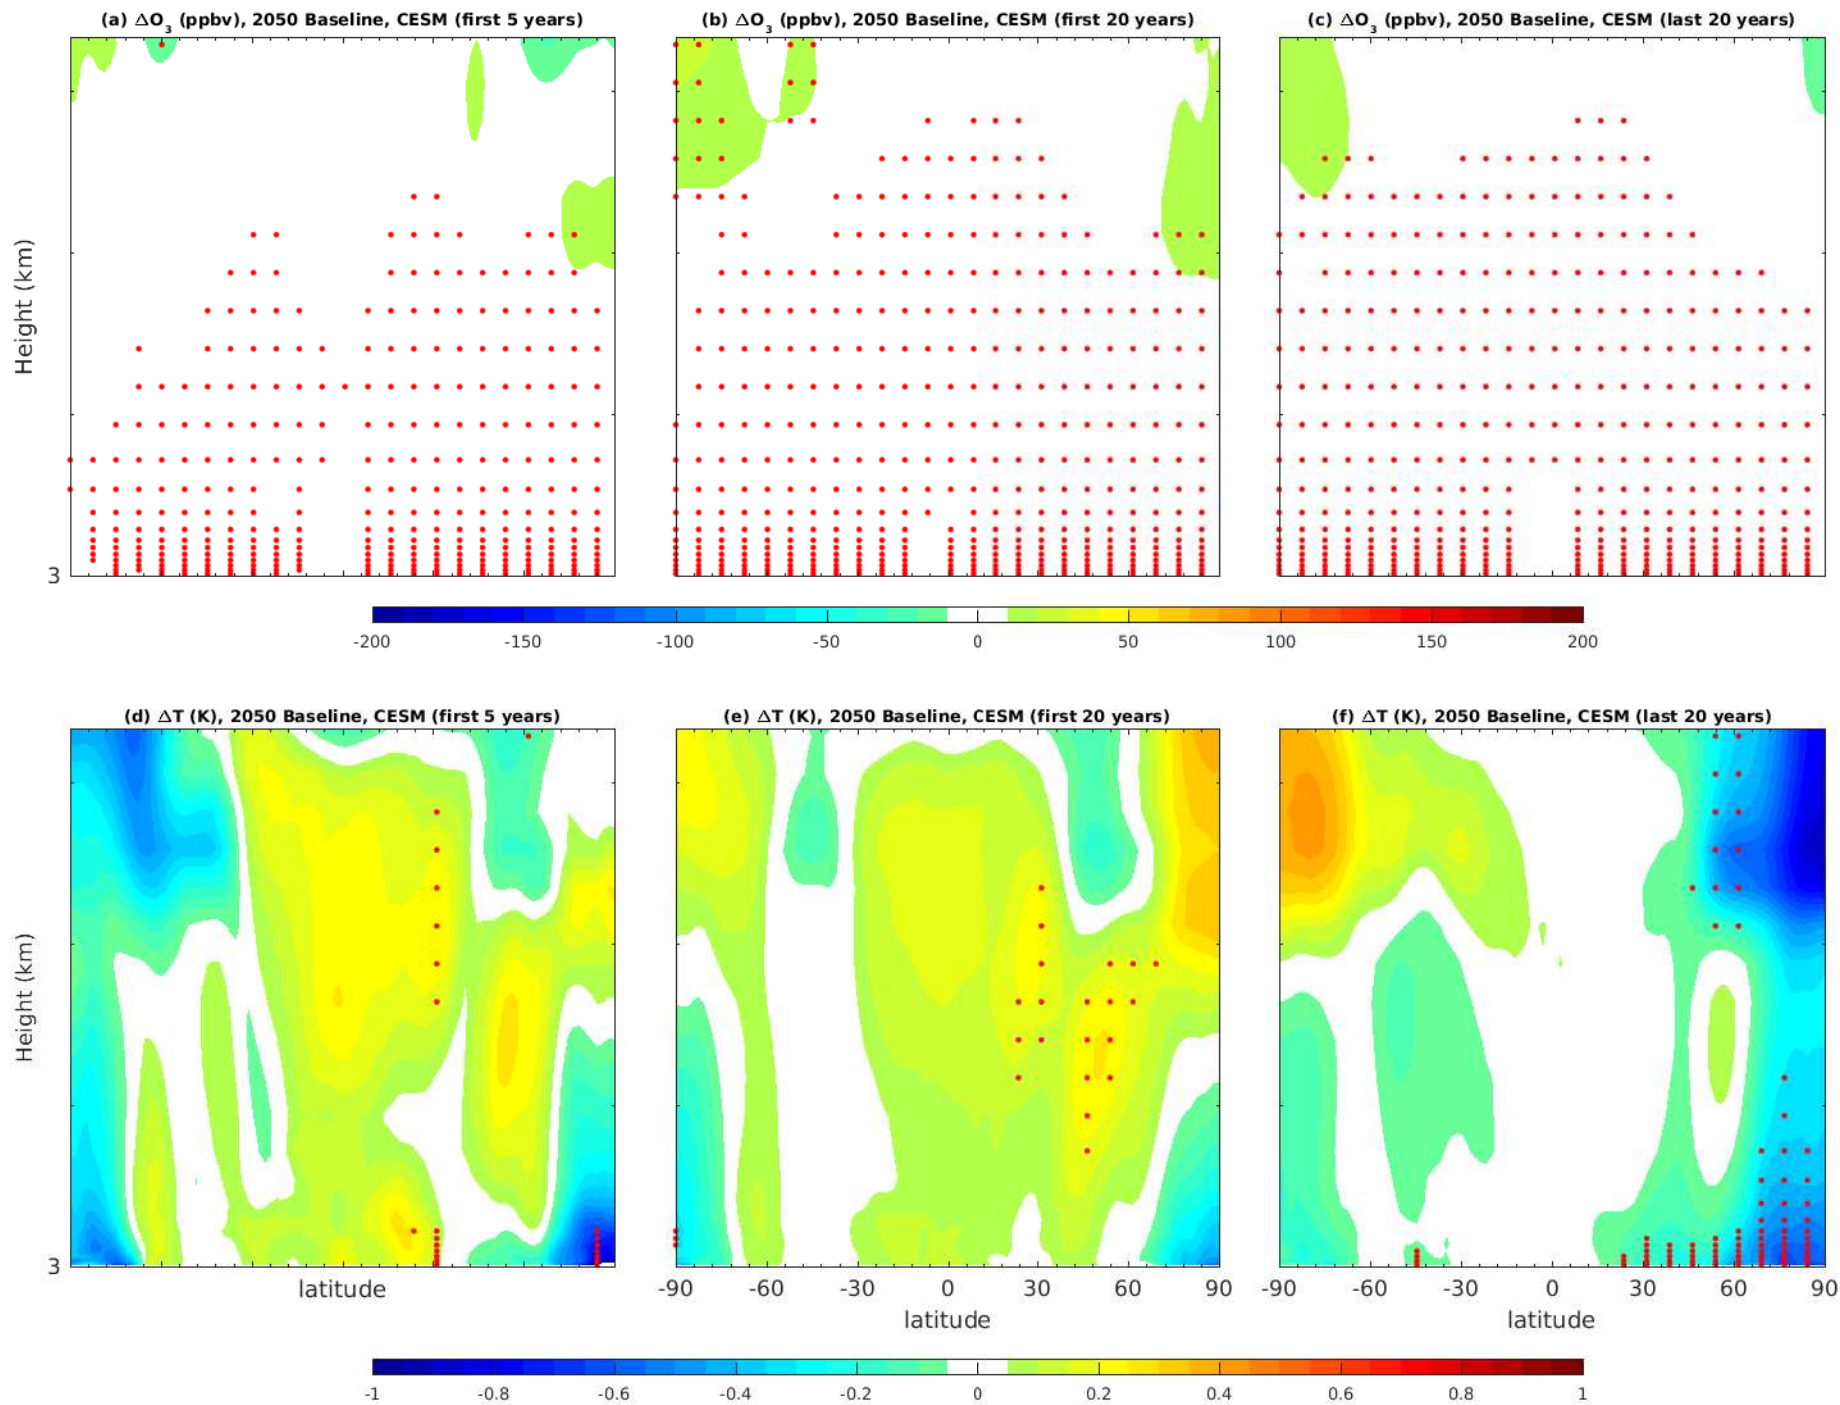 (a) ΔO3 (ppbv), 2050 Baseline, CESM (first 5 years)
(b) ΔO3 (ppbv), 2050 Baseline, CESM (first 20 years)
(c) ΔO3 (ppbv), 2050 Baseline, CESM (last 20 years)
Height (km)
3
-200 -150 -100 -50 0 50 100 150 200
(d) ΔT (K), 2050 Baseline, CESM (first 5 years)
(e) ΔT (K), 2050 Baseline, CESM (first 20 years)
(f) ΔT (K), 2050 Baseline, CESM (last 20 years)
Height (km)
3
latitude
-90 -60 -30 0 30 60 90
latitude
-90 -60 -30 0 30 60 90
latitude
-1 -0.8 -0.6 -0.4 -0.2 0 0.2 0.4 0.6 0.8 1